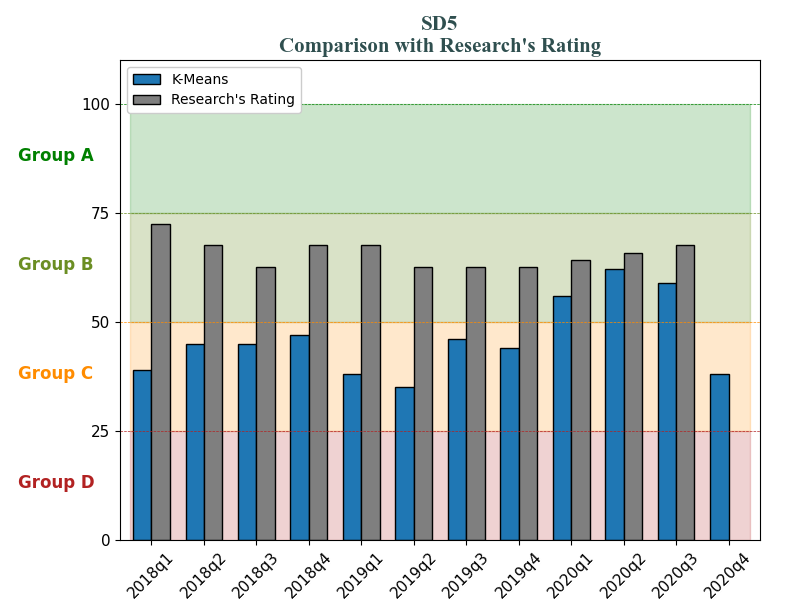 SD5
Comparison with Research's Rating
K-Means
Research's Rating
100
Group A
75
Group B
50
Group C
25
Group D
0
2018q1
2018q2
2018q3
2018q4
2019q1
2019q2
2019q3
2019q4
2020q1
2020q2
2020q3
2020q4